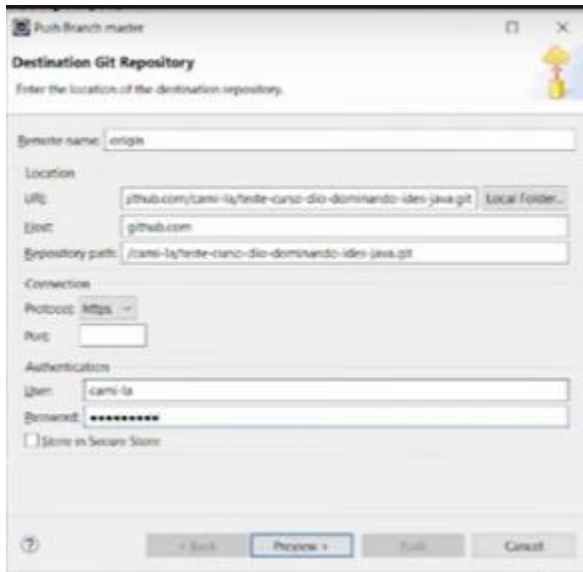 Push Branch master
Destination Git Repository
Enter the location of the destination repository.
Remote name: origin
Location
URI: github.com/cami-la/teste-curso-dio-dominando-ides-java.git Local Folder...
Host: github.com
Repository path: /cami-la/teste-curso-dio-dominando-ides-java.git
Connection
Protocol: https
Port:
Authentication
User: cami-la
Password: •••••••••
Store in Secure Store
< Back Preview > Push Cancel